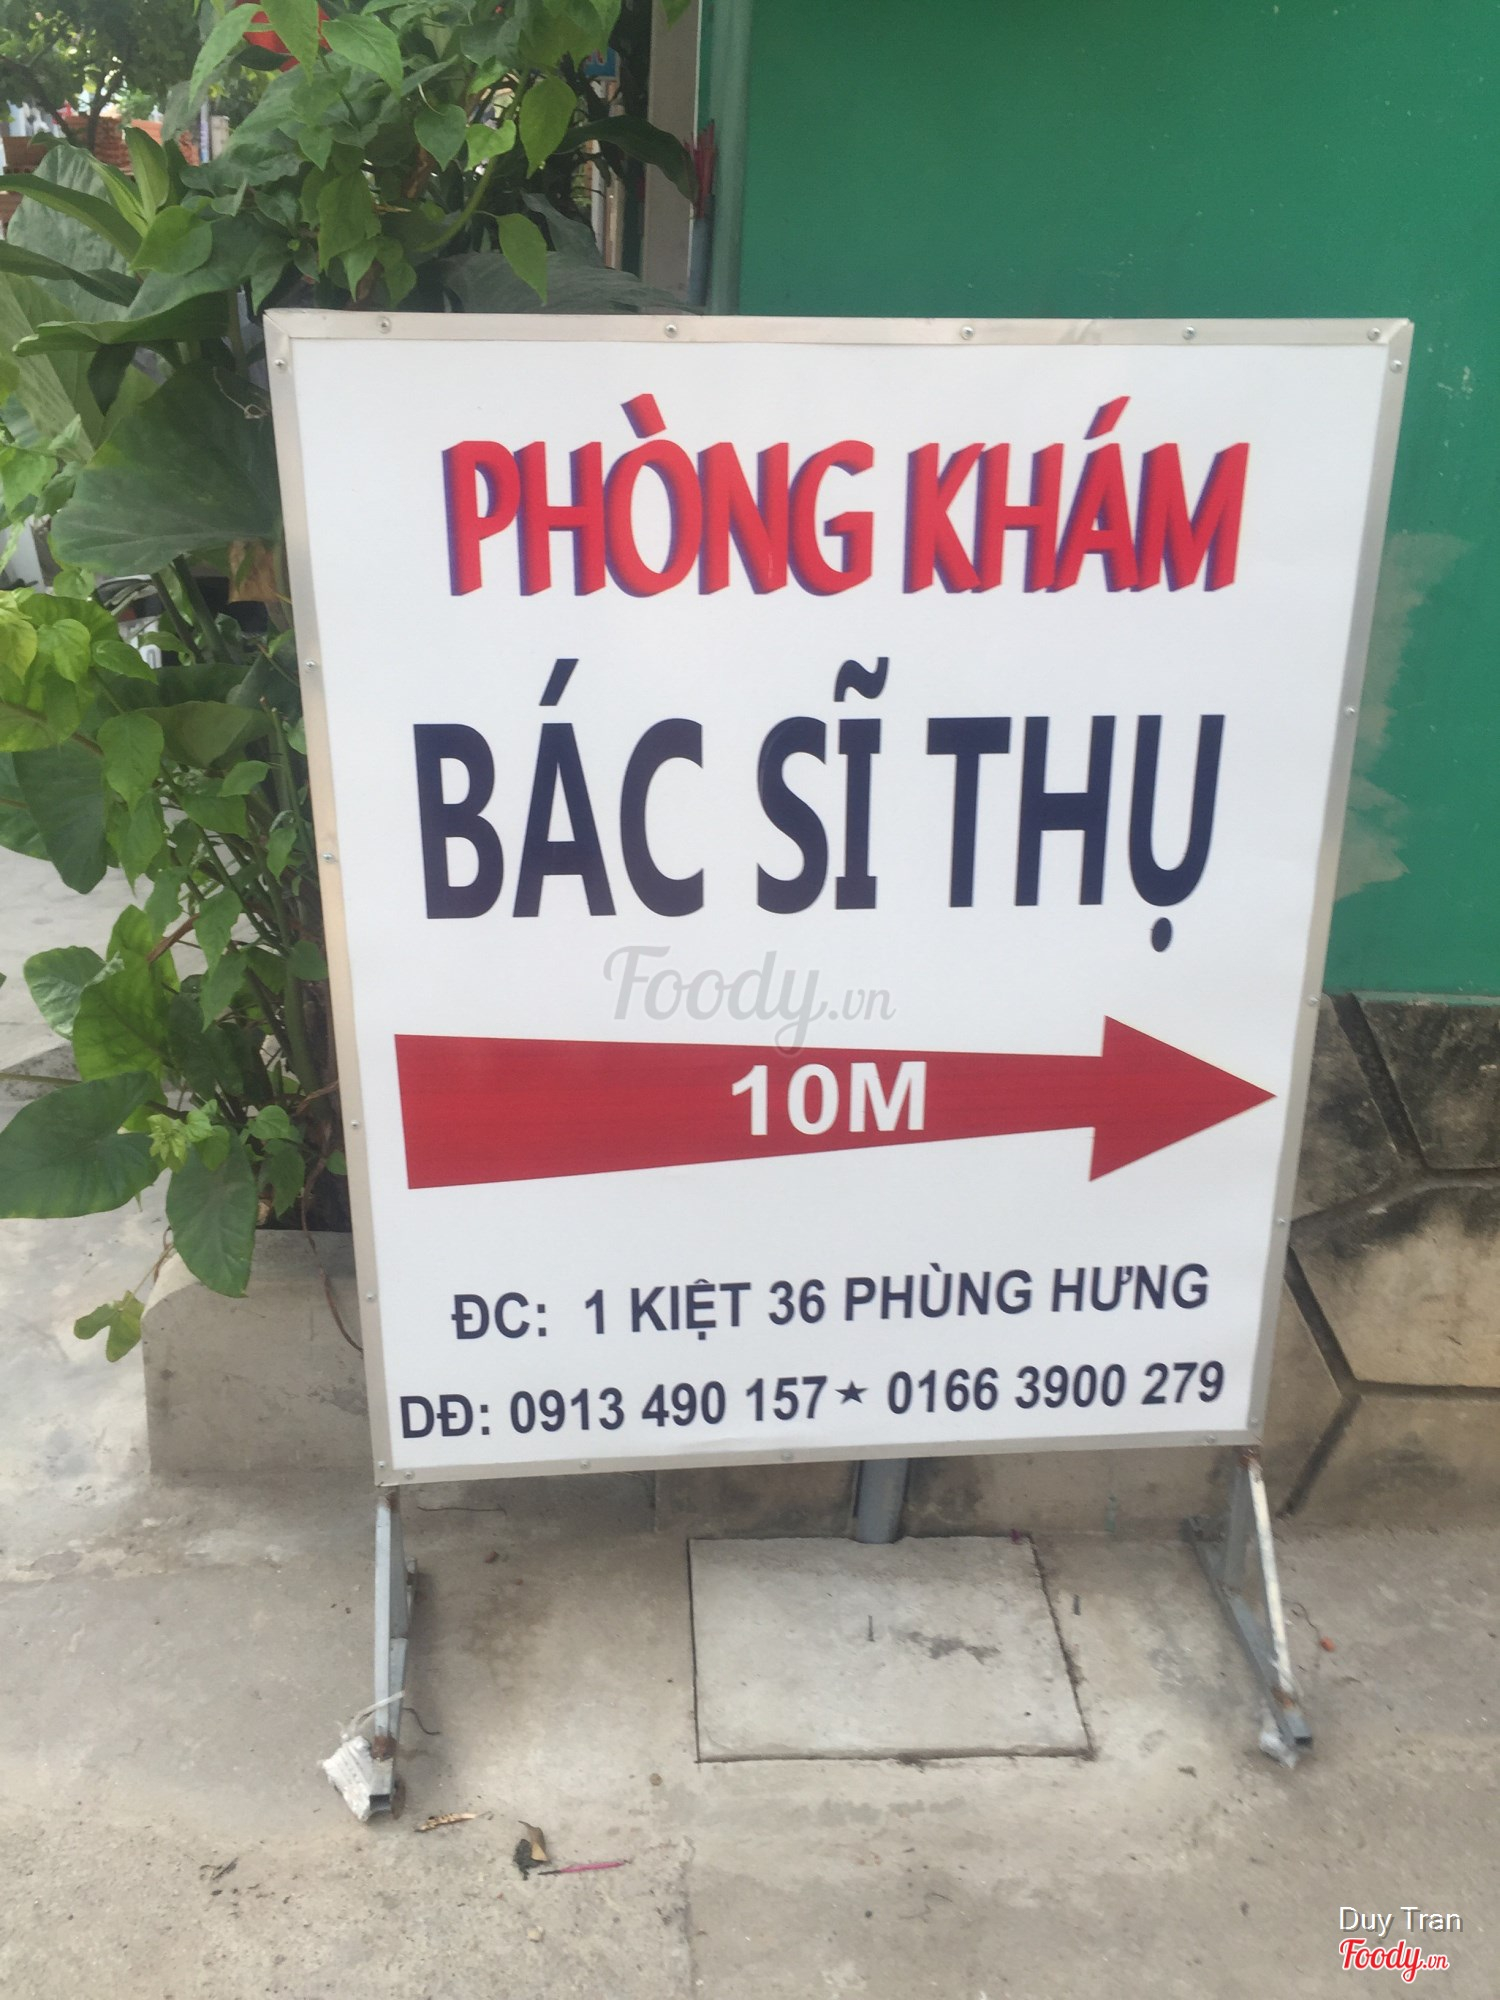 PHÒNG KHÁM
BÁC SĨ THỤ
Foody.vn
10M
ĐC: 1 KIỆT 36 PHÙNG HƯNG
DĐ: 0913 490 157 ★ 0166 3900 279
Duy Tran
Foody.vn